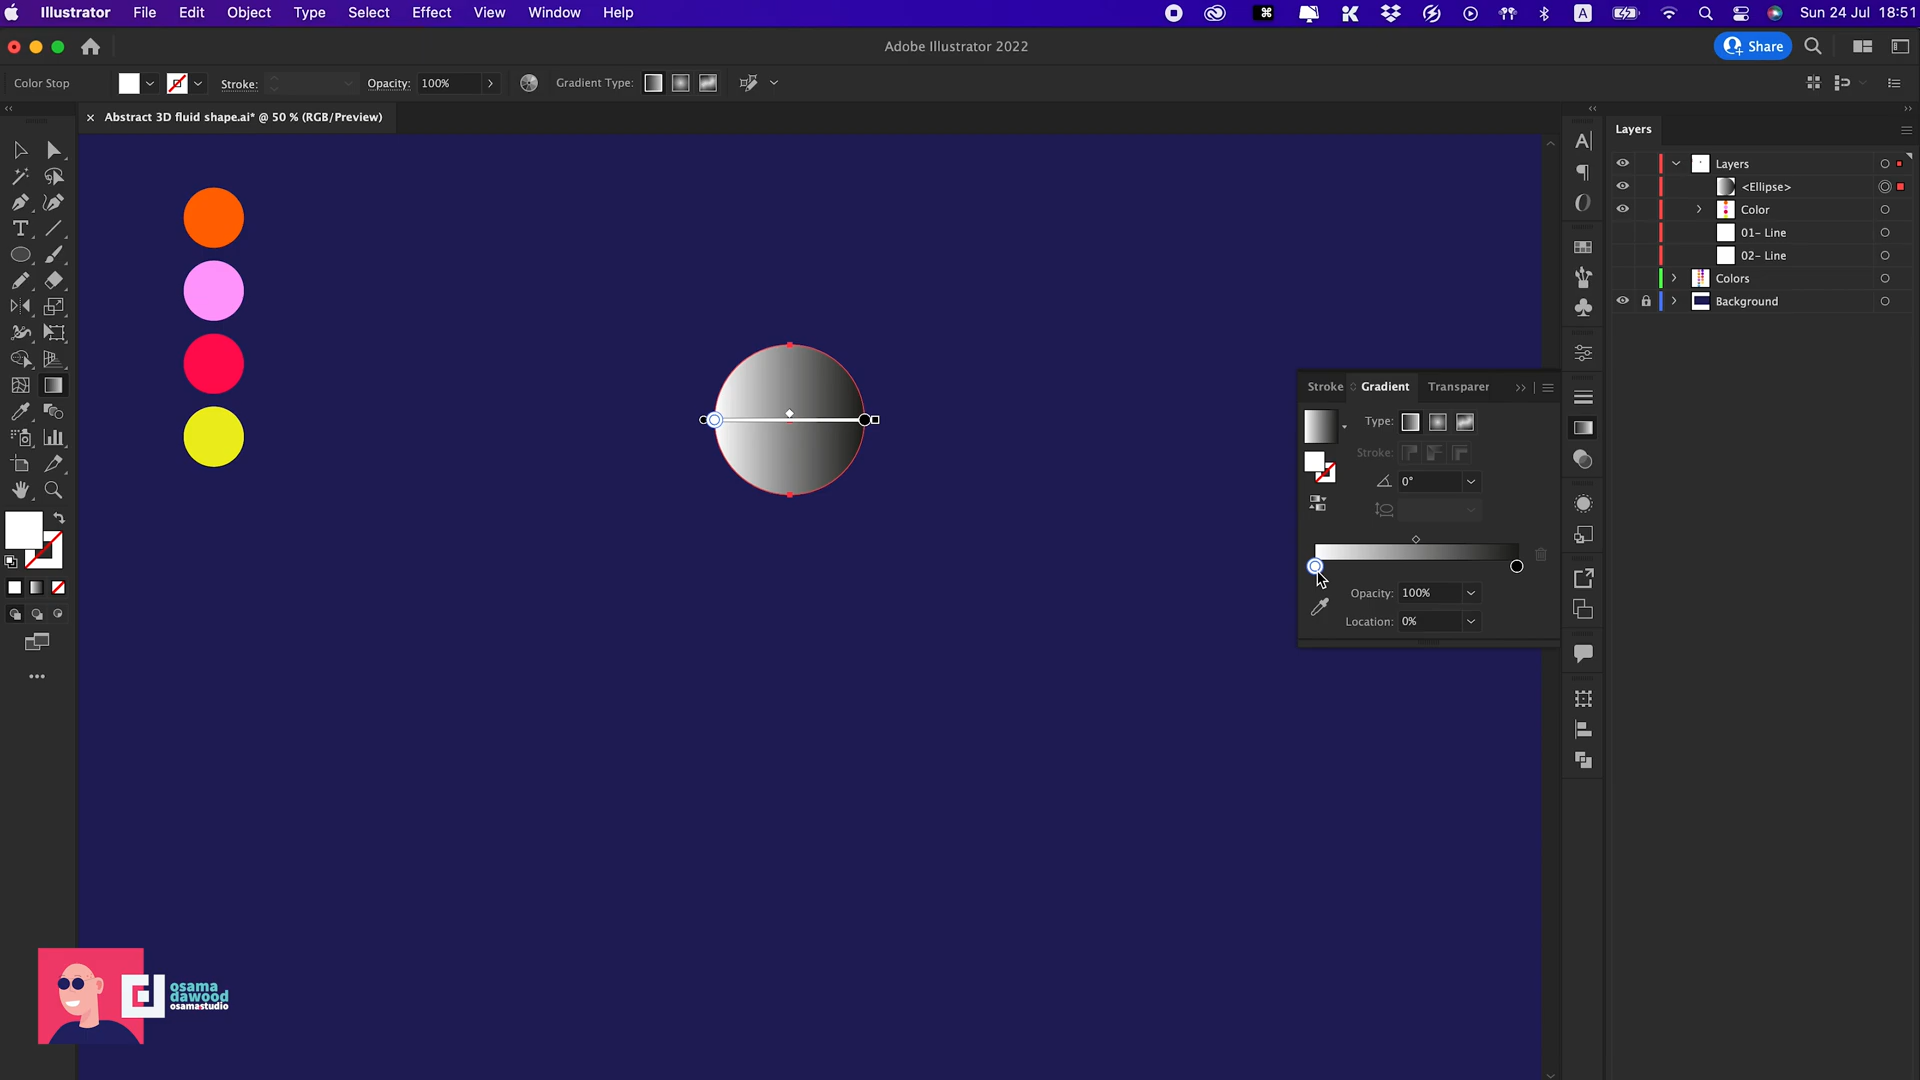 Illustrator File Edit Object Type Select Effect View Window Help
A
Sun 24 Jul 18:51
Adobe Illustrator 2022
Share
Color Stop
Stroke:
Opacity: 100%
Gradient Type:
Abstract 3D fluid shape.ai* @ 50 % (RGB/Preview)
Layers
Layers
<Ellipse>
Color
01- Line
02- Line
Colors
Background
Stroke
Gradient
Transparer
Type:
Stroke:
0°
Opacity: 100%
Location: 0%
osama
dawood
osamastudio